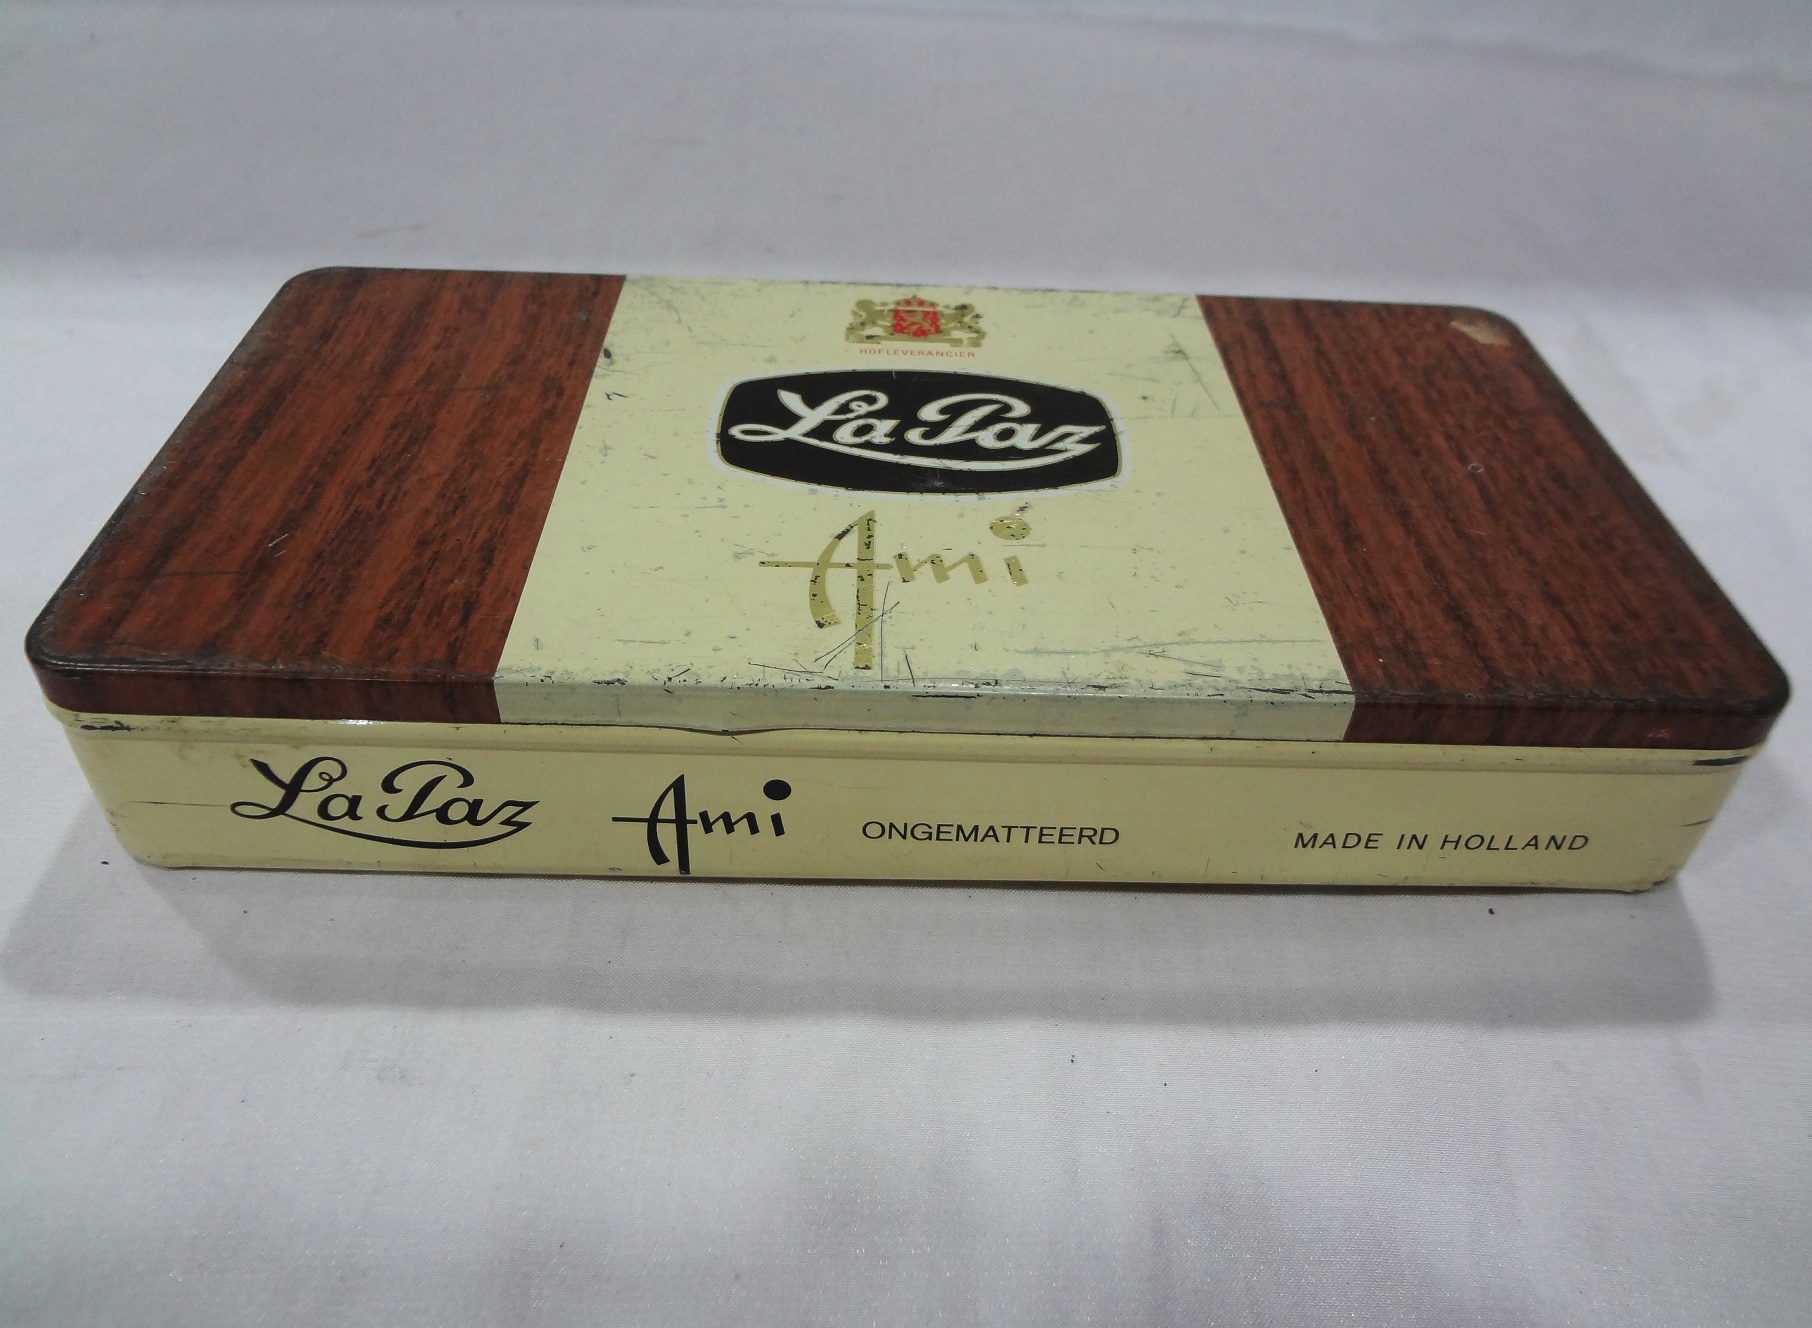 HOFLEVERANCIER
La Paz
Ami
La Paz Ami ONGEMATTEERD MADE IN HOLLAND